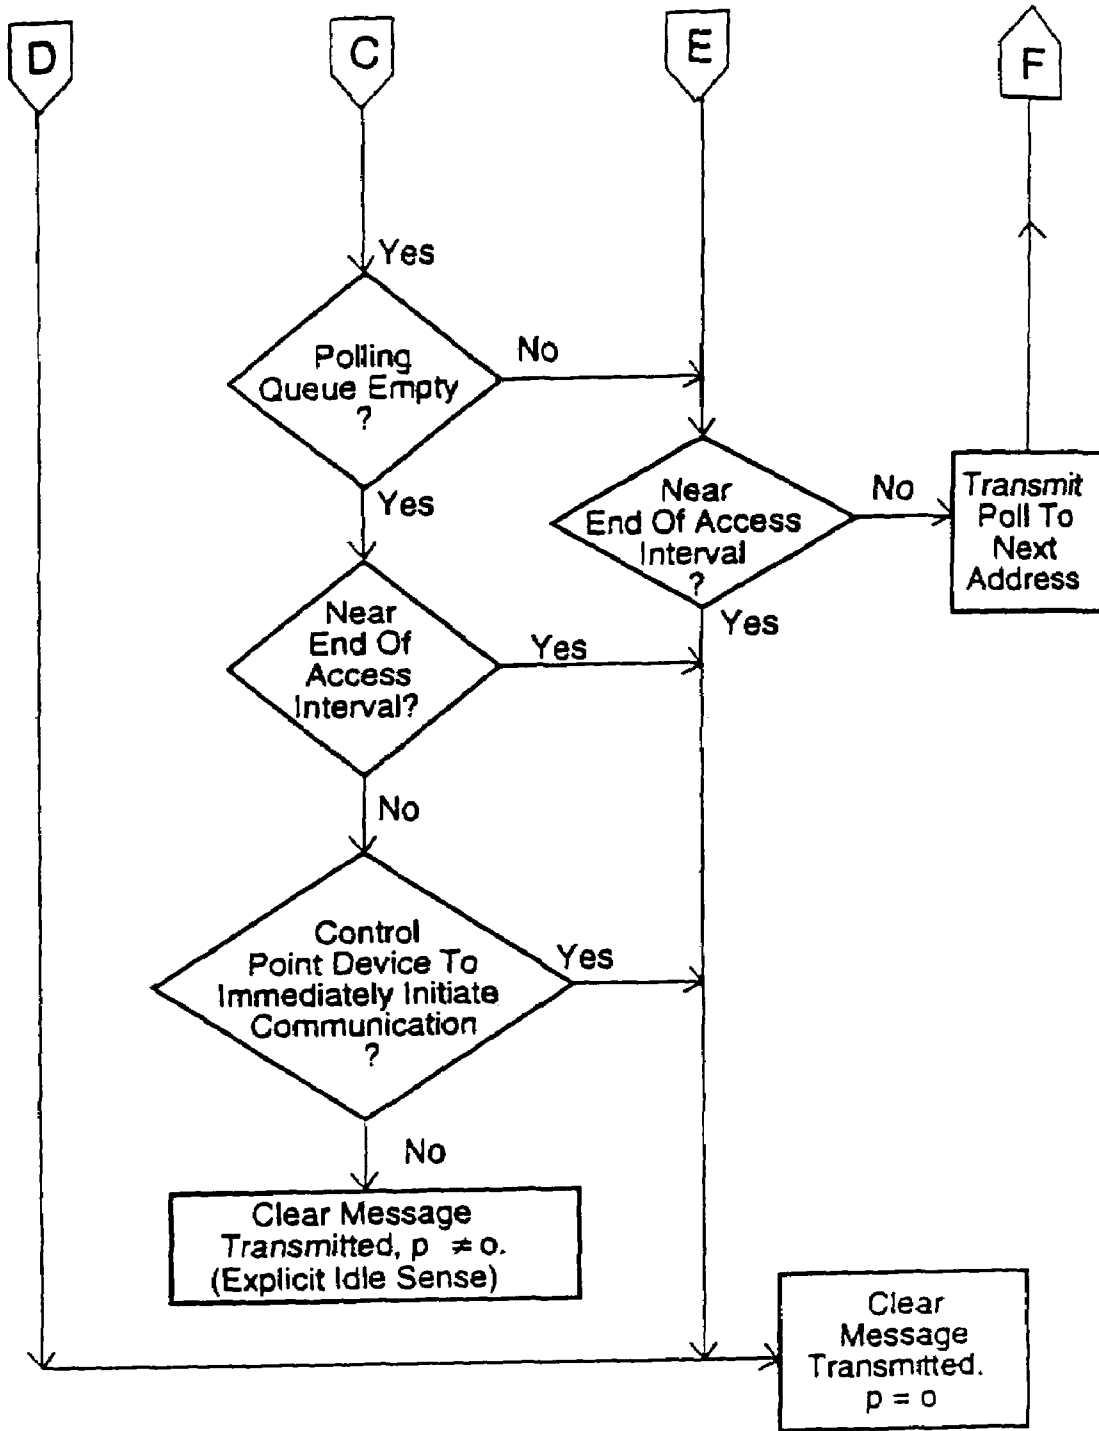 D
C
E
F
Yes
Polling
Queue Empty
?
No
Yes
Near
End Of Access
Interval
?
No
Transmit
Poll To
Next
Address
Yes
Near
End Of
Access
Interval?
Yes
No
Control
Point Device To
Immediately Initiate
Communication
?
Yes
No
Clear Message
Transmitted, p ≠ o.
(Explicit Idle Sense)
Clear
Message
Transmitted.
p = o